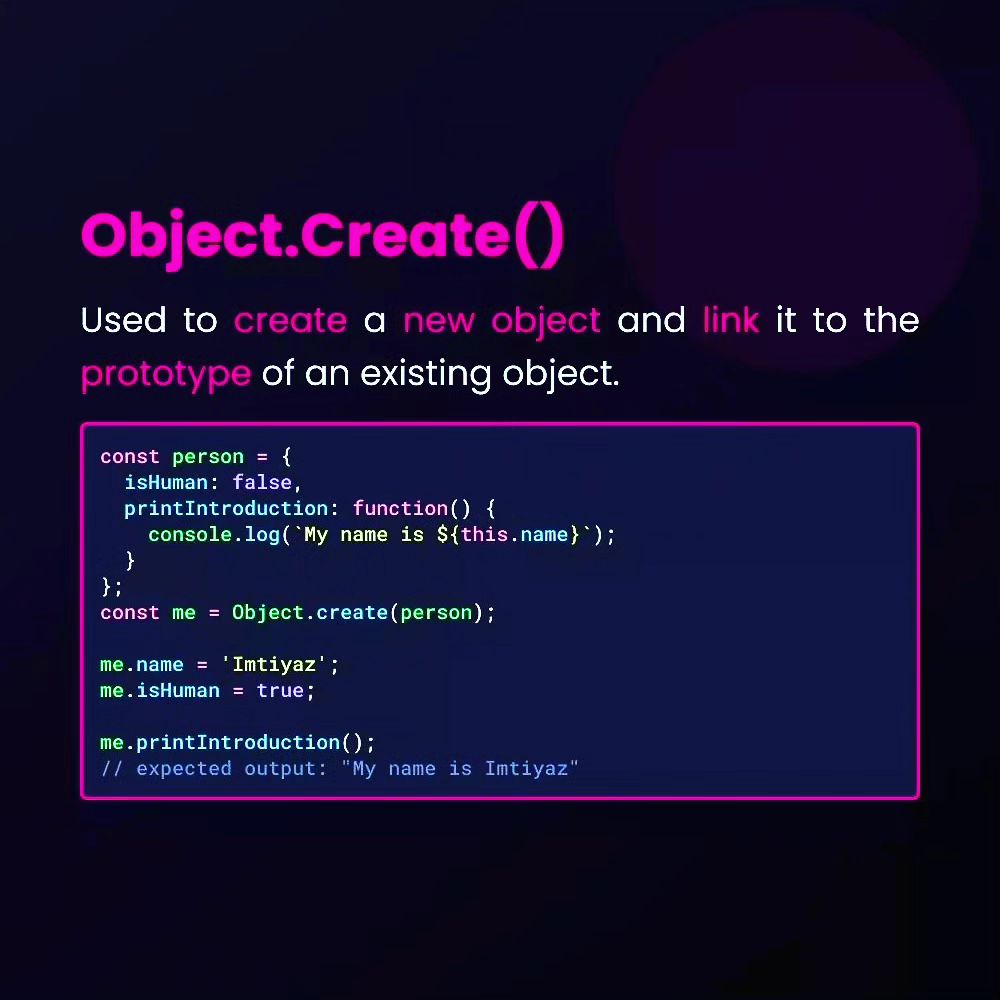 Object.Create()
Used to create a new object and link it to the
prototype of an existing object.
const person = {
  isHuman: false,
  printIntroduction: function() {
    console.log(`My name is ${this.name}`);
  }
};
const me = Object.create(person);

me.name = 'Imtiyaz';
me.isHuman = true;

me.printIntroduction();
// expected output: "My name is Imtiyaz"